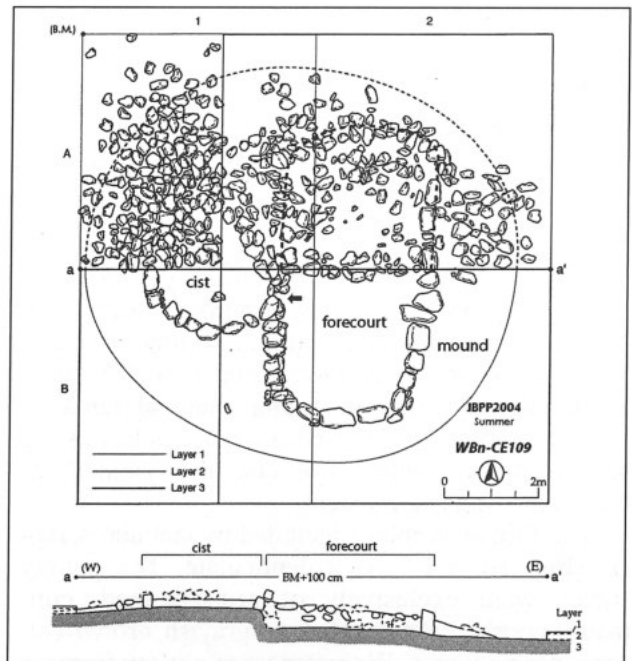 1 2
(B.M.)
A
a a'
cist
forecourt
mound
B
JBPP2004
Summer
WBn-CE109
Layer 1
Layer 2
Layer 3
0 2m
cist forecourt
a (W) BM+100 cm (E) a'
Layer
1
2
3